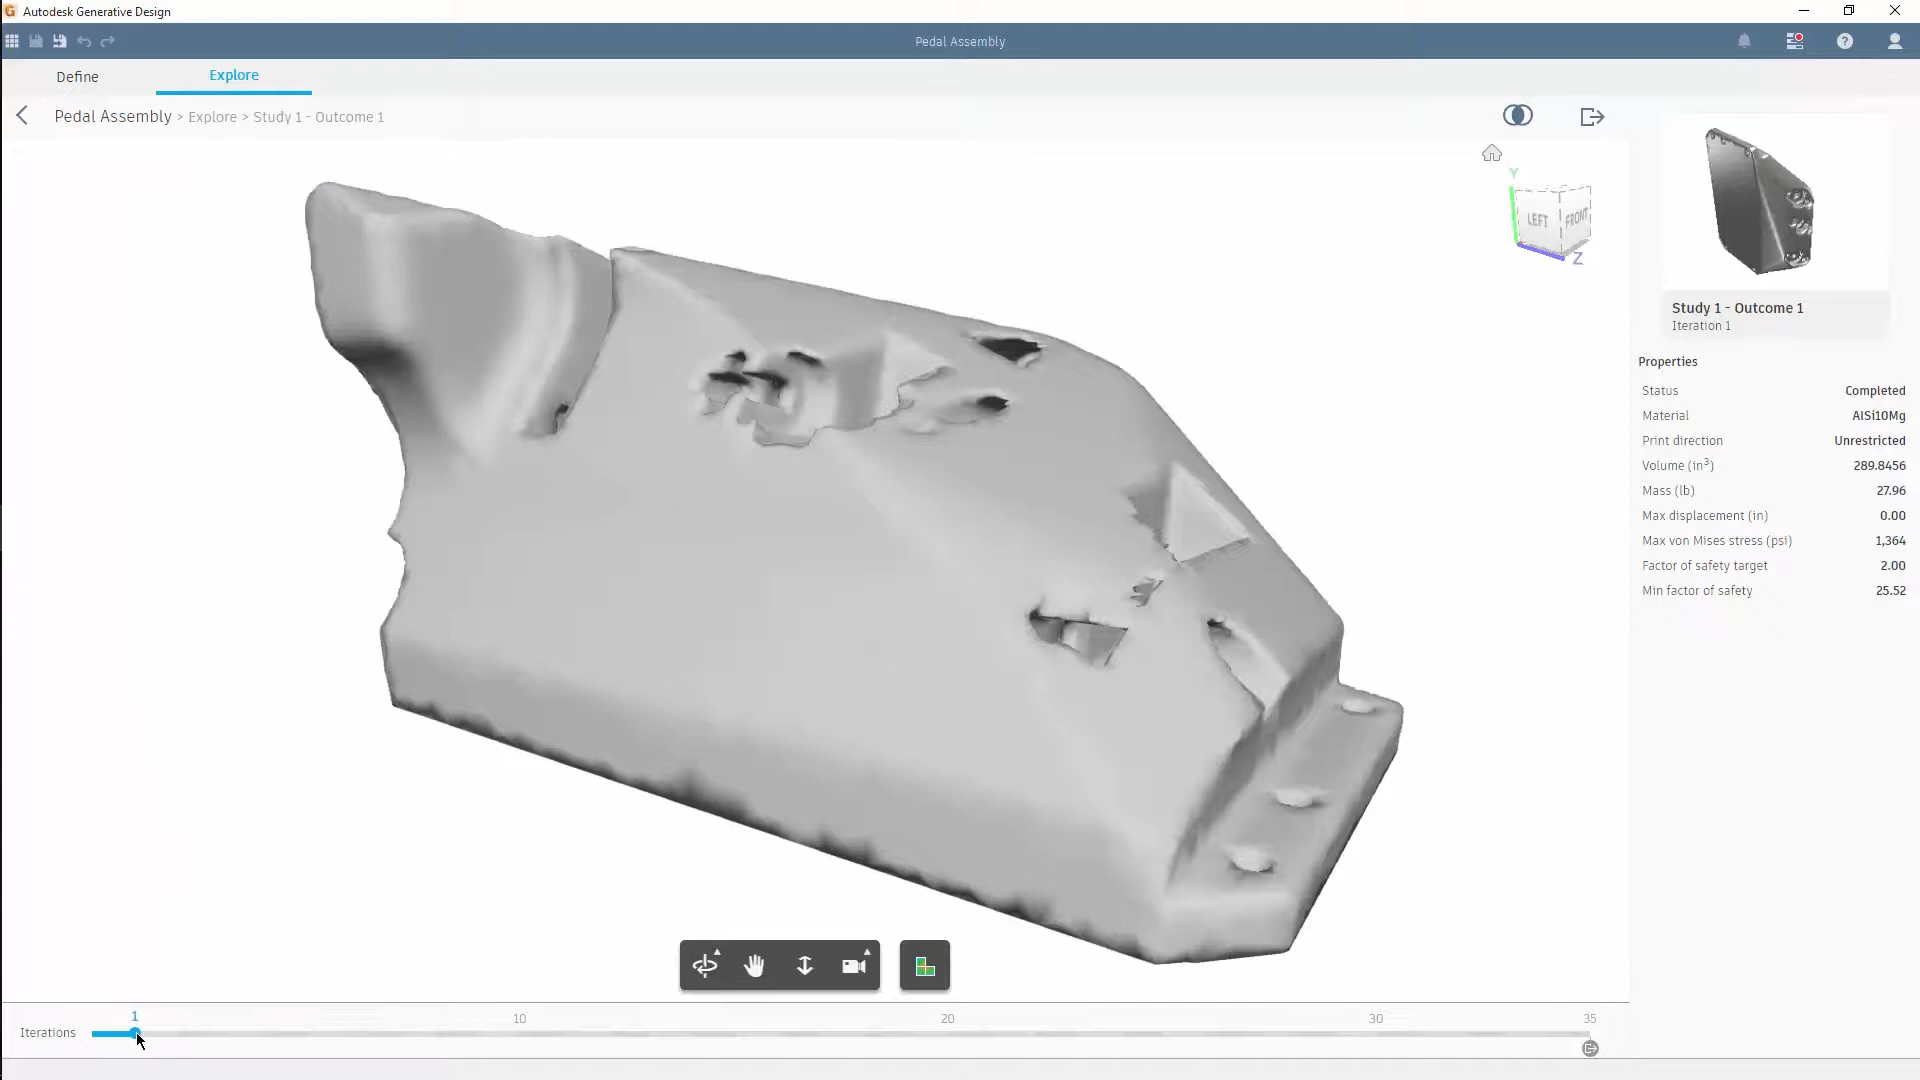 Autodesk Generative Design
Pedal Assembly
Define
Explore
Pedal Assembly > Explore > Study 1 - Outcome 1
Y
LEFT
FRONT
Z
Study 1 - Outcome 1
Iteration 1
Properties
Status Completed
Material AlSi10Mg
Print direction Unrestricted
Volume (in³) 289.8456
Mass (lb) 27.96
Max displacement (in) 0.00
Max von Mises stress (psi) 1,364
Factor of safety target 2.00
Min factor of safety 25.52
1 10 20 30 35
Iterations